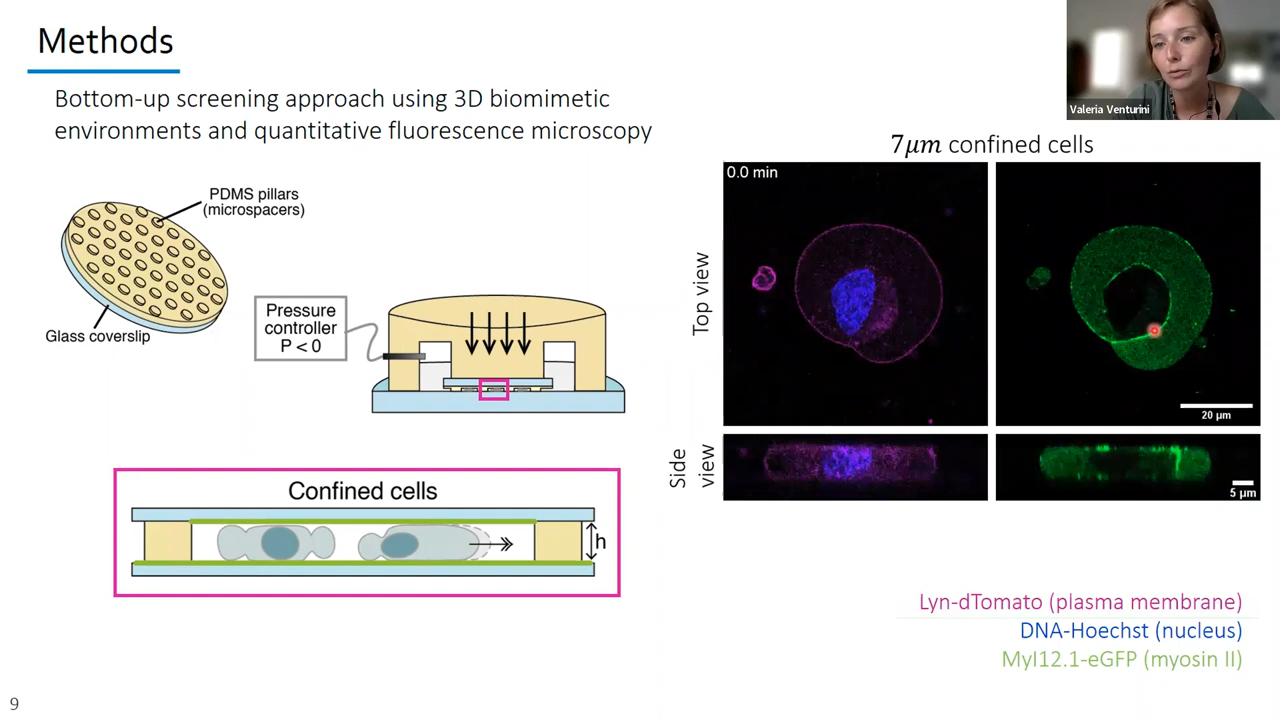 Methods
Bottom-up screening approach using 3D biomimetic
environments and quantitative fluorescence microscopy
Valeria Venturini
PDMS pillars
(microspacers)
Glass coverslip
Pressure
controller
P < 0
Confined cells
h
7μm confined cells
0.0 min
Top view
20 μm
Side
view
5 μm
Lyn-dTomato (plasma membrane)
DNA-Hoechst (nucleus)
Myl12.1-eGFP (myosin II)
9